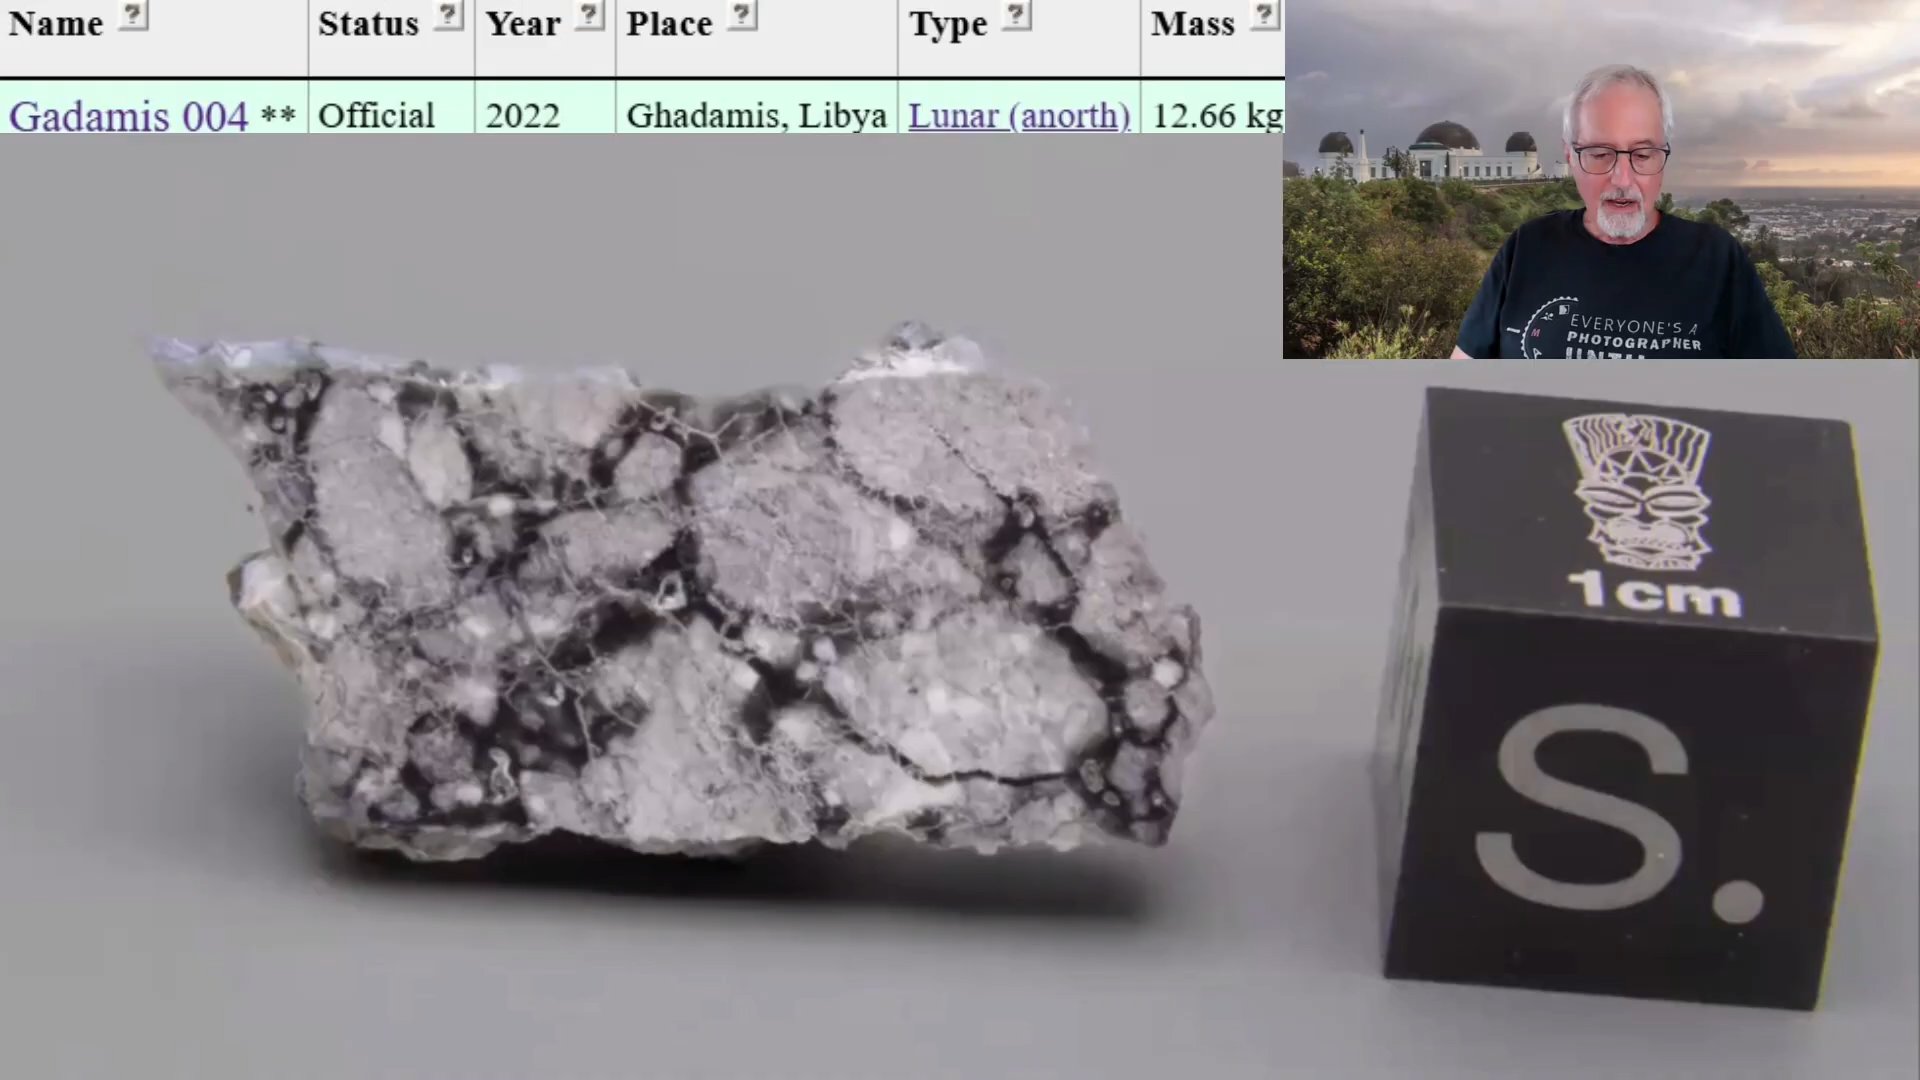 Name ? Status ? Year ? Place ? Type ? Mass ?
Gadamis 004 ** Official 2022 Ghadamis, Libya Lunar (anorth) 12.66 kg
EVERYONE'S A
PHOTOGRAPHER
M
A
1cm
S.